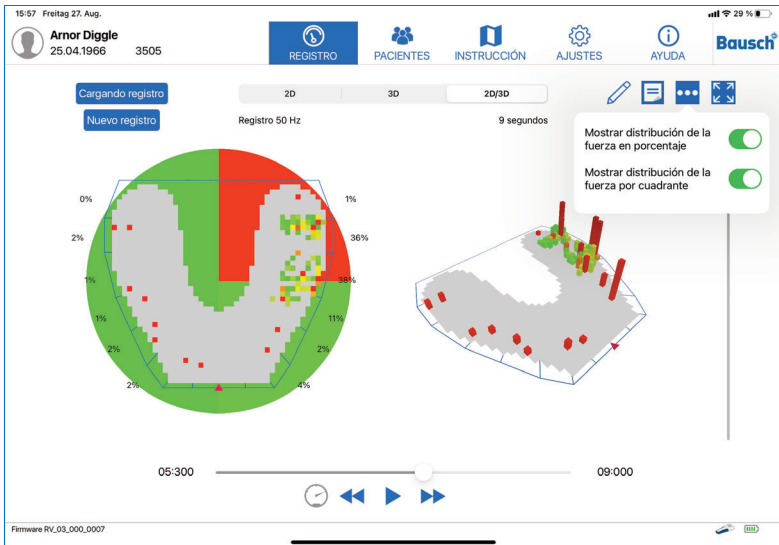 15:57 Freitag 27. Aug.
29 %
Arnor Diggle
25.04.1966 3505
REGISTRO
PACIENTES
INSTRUCCIÓN
AJUSTES
AYUDA
Bausch
Cargando registro
Nuevo registro
2D
3D
2D/3D
Registro 50 Hz
9 segundos
Mostrar distribución de la
fuerza en porcentaje
Mostrar distribución de la
fuerza por cuadrante
0%
1%
2%
36%
1%
38%
1%
11%
2%
2%
2%
4%
05:300
09:000
Firmware RV_03_000_0007